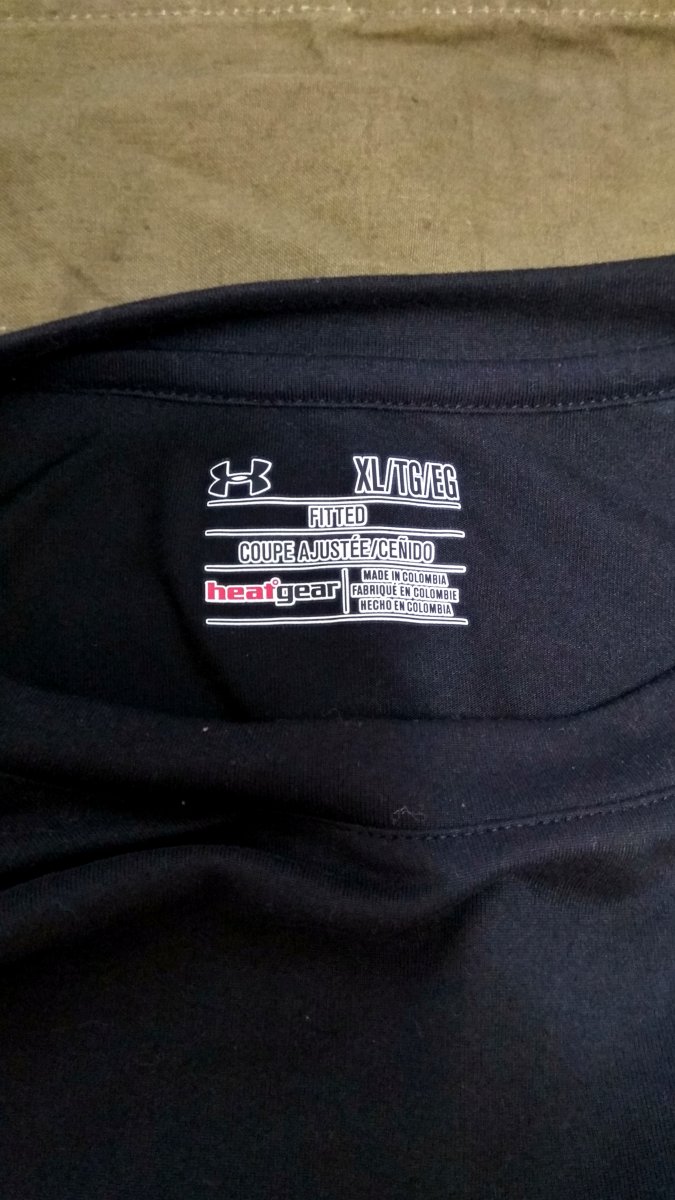 XL/TG/EG
FITTED
COUPE AJUSTÉE/CEÑIDO
heatgear
MADE IN COLOMBIA
FABRIQUÉ EN COLOMBIE
HECHO EN COLOMBIA